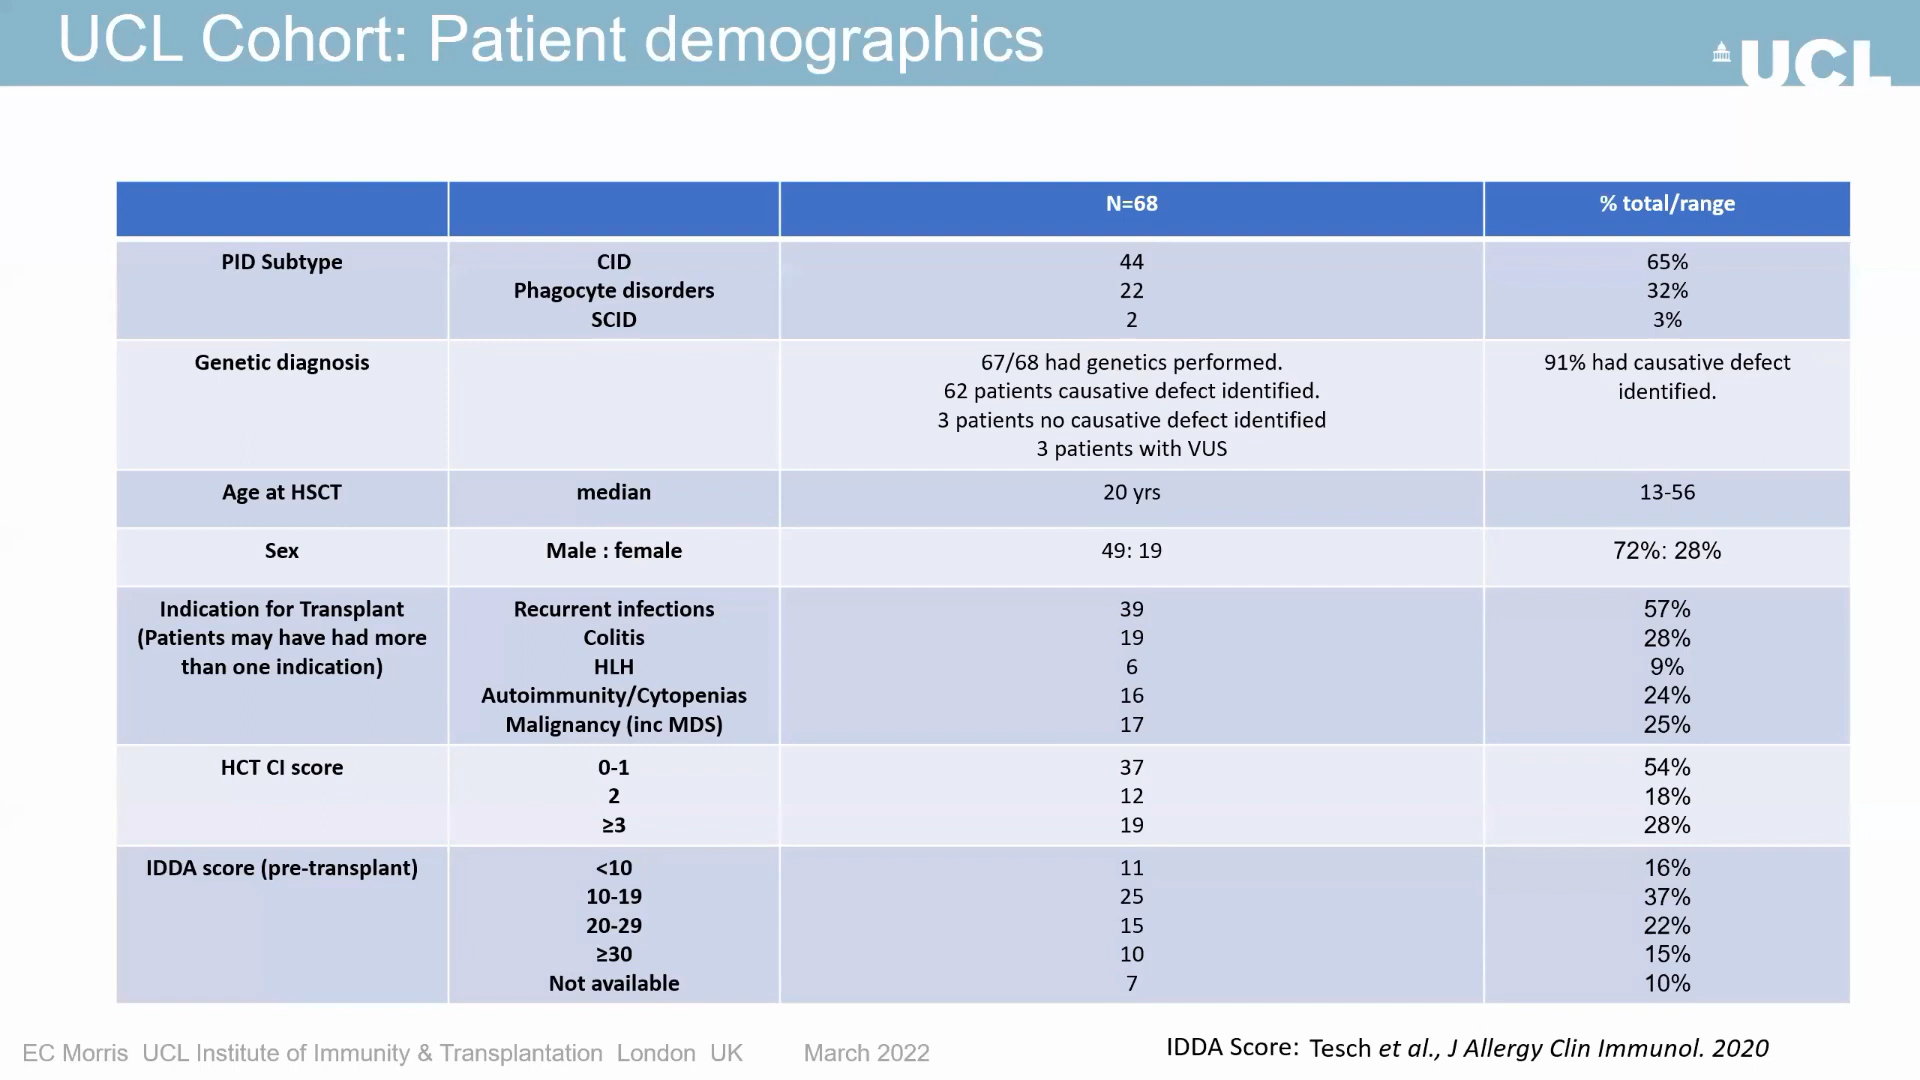 UCL Cohort: Patient demographics
UCL
N=68 % total/range
PID Subtype CID 44 65%
Phagocyte disorders 22 32%
SCID 2 3%
Genetic diagnosis 67/68 had genetics performed. 91% had causative defect
62 patients causative defect identified. identified.
3 patients no causative defect identified
3 patients with VUS
Age at HSCT median 20 yrs 13-56
Sex Male : female 49: 19 72%: 28%
Indication for Transplant Recurrent infections 39 57%
(Patients may have had more Colitis 19 28%
than one indication) HLH 6 9%
Autoimmunity/Cytopenias 16 24%
Malignancy (inc MDS) 17 25%
HCT CI score 0-1 37 54%
2 12 18%
≥3 19 28%
IDDA score (pre-transplant) <10 11 16%
10-19 25 37%
20-29 15 22%
≥30 10 15%
Not available 7 10%
EC Morris UCL Institute of Immunity & Transplantation London UK March 2022
IDDA Score: Tesch et al., J Allergy Clin Immunol. 2020